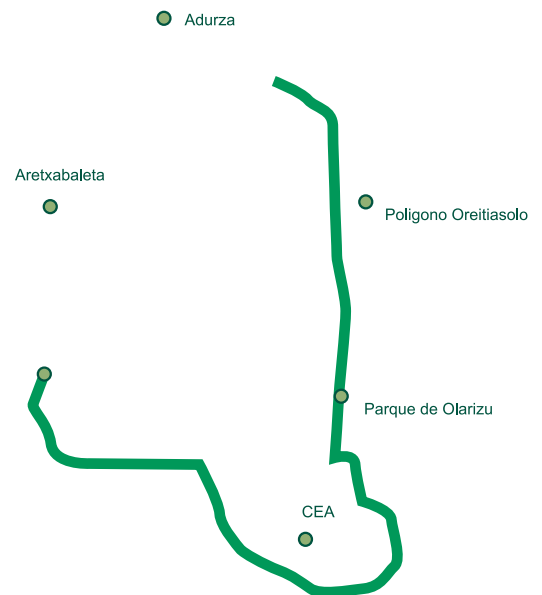 Adurza
Aretxabaleta
Poligono Oreitiasolo
Parque de Olarizu
CEA